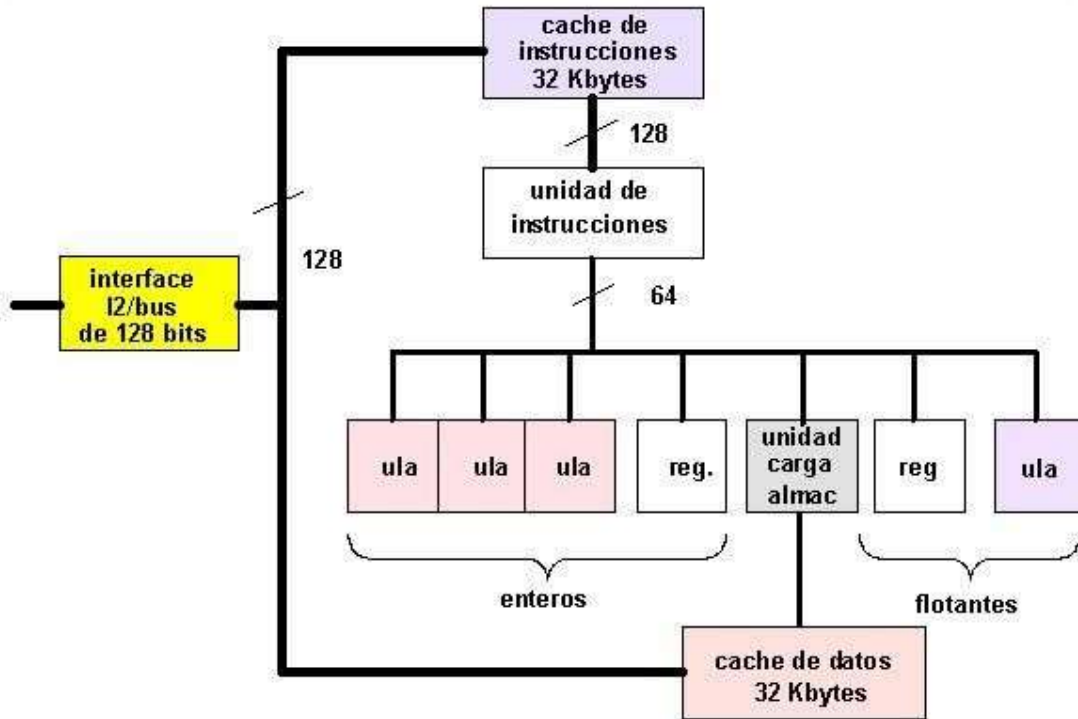 cache de
instrucciones
32 Kbytes
128
unidad de
instrucciones
128
interface
l2/bus
de 128 bits
64
ula
ula
ula
reg.
unidad
carga
almac
reg
ula
enteros
flotantes
cache de datos
32 Kbytes